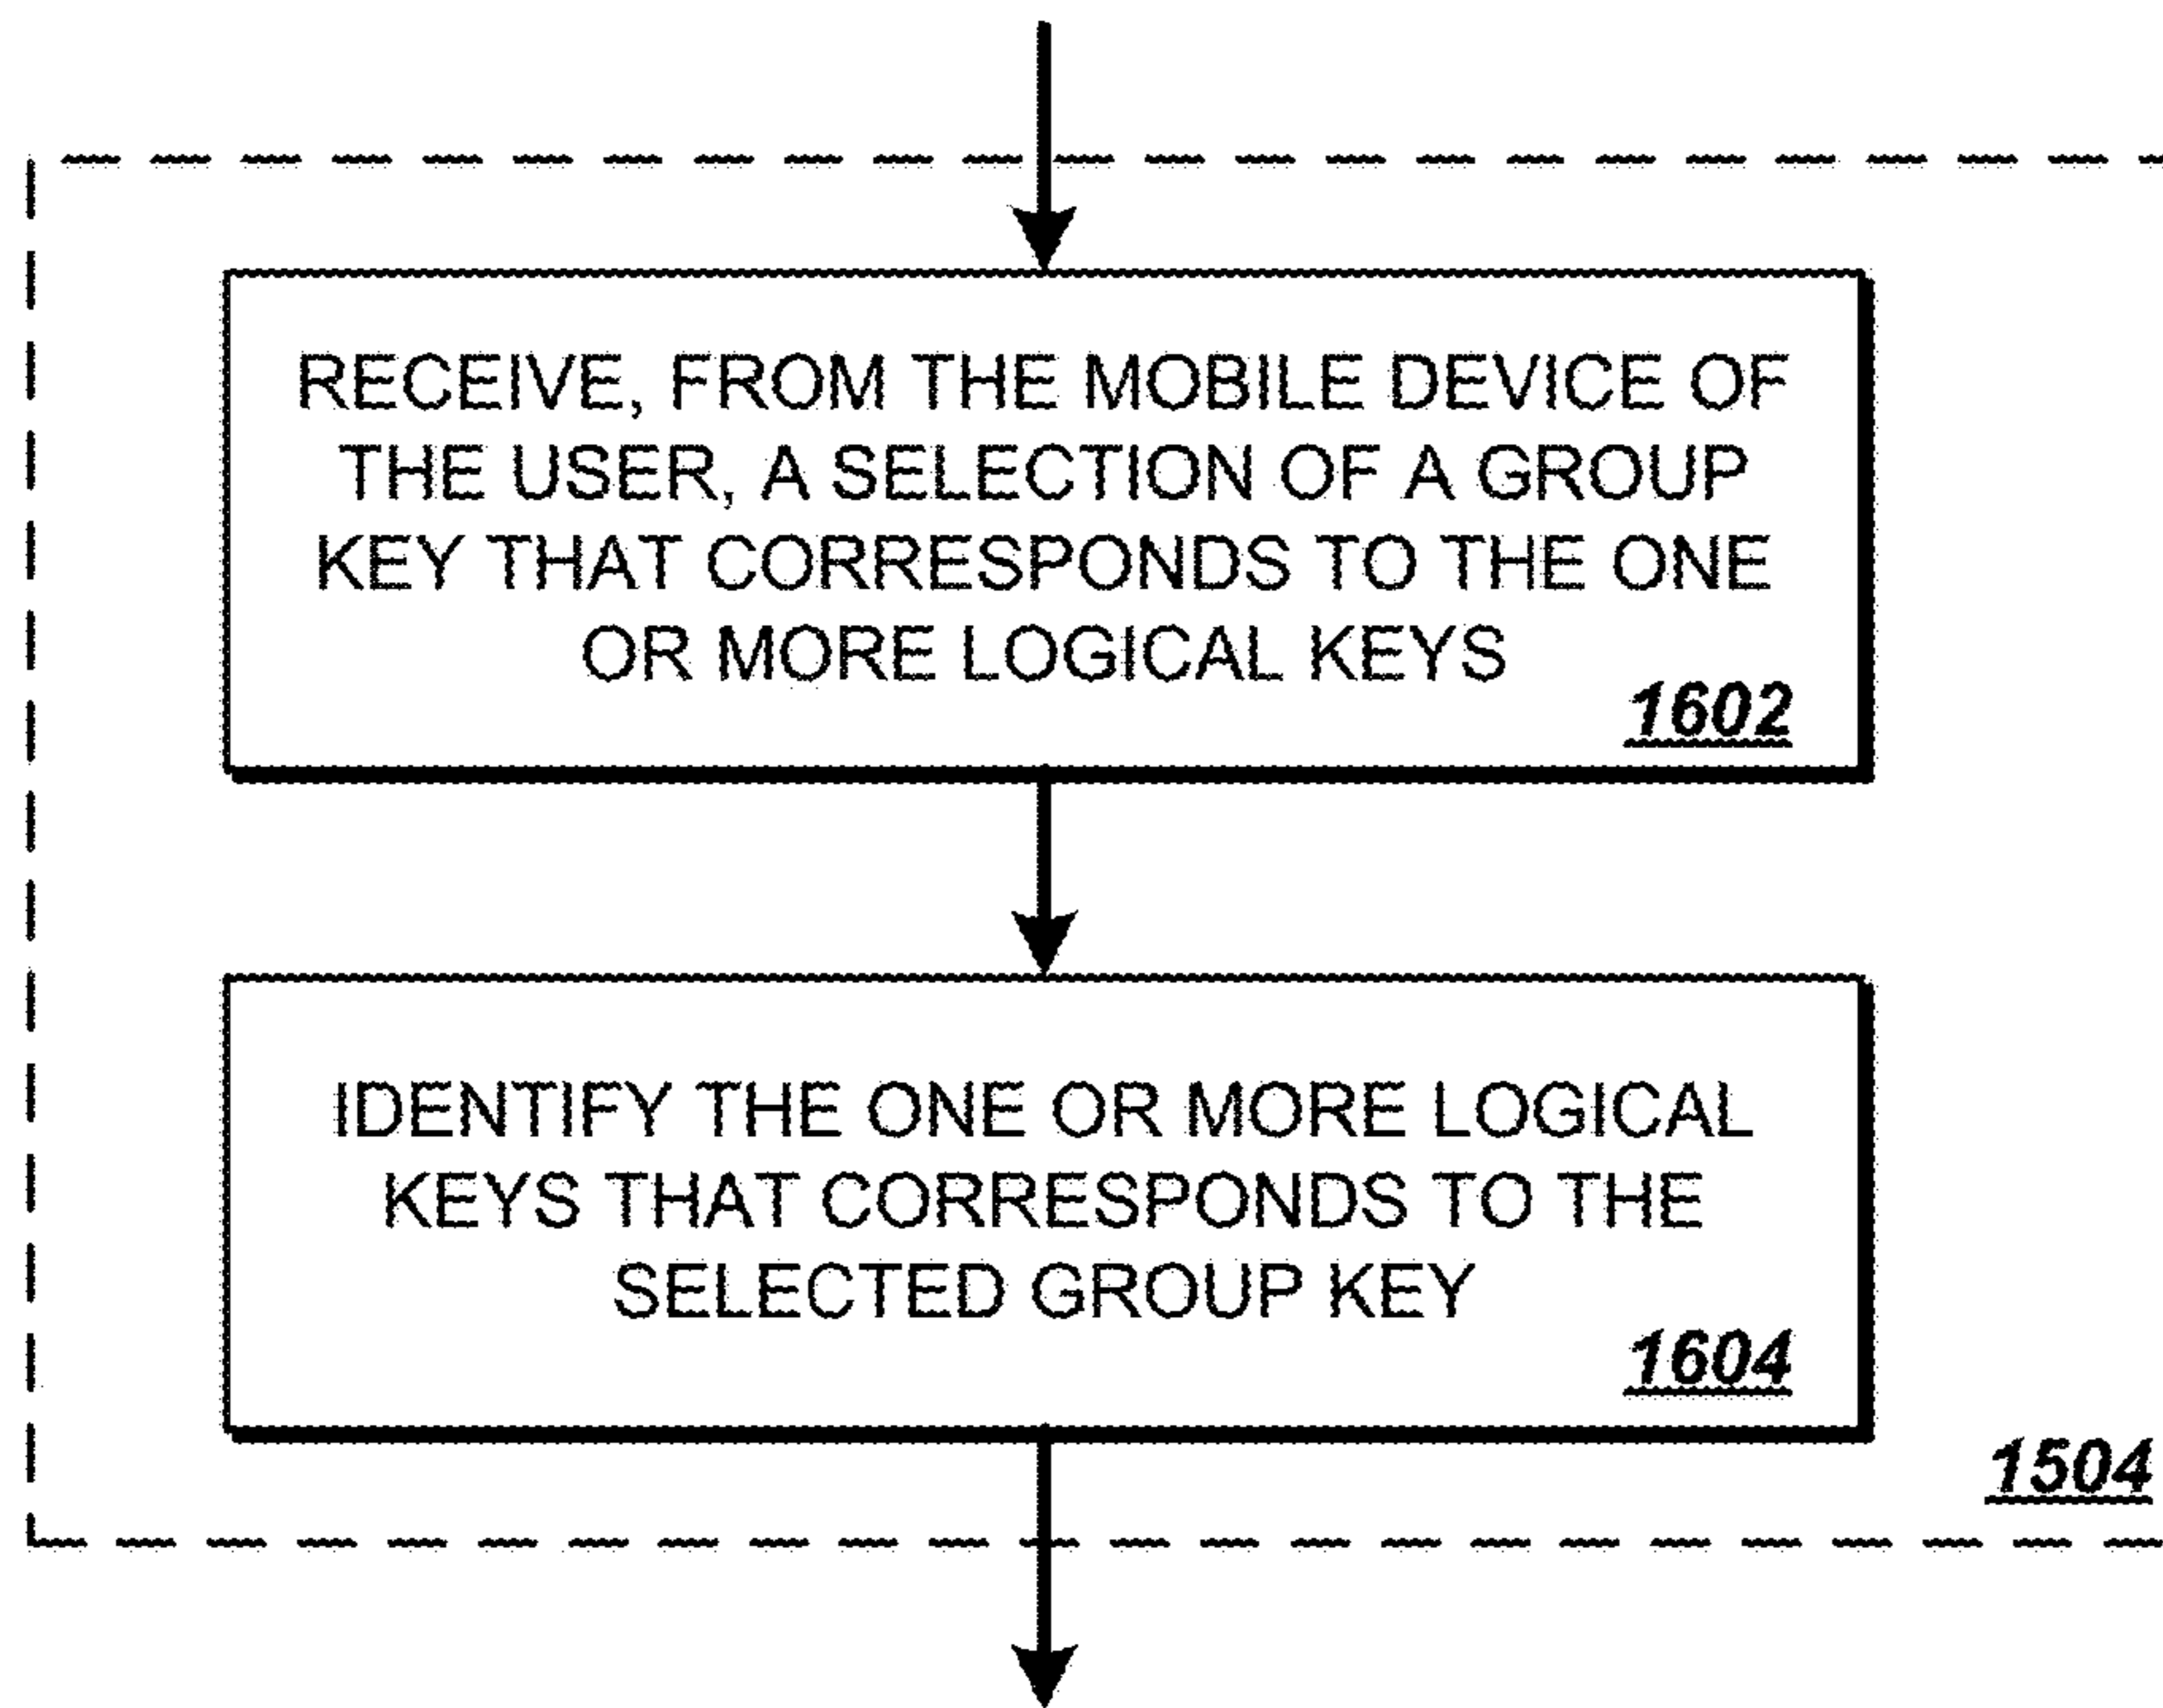 RECEIVE, FROM THE MOBILE DEVICE OF
THE USER, A SELECTION OF A GROUP
KEY THAT CORRESPONDS TO THE ONE
OR MORE LOGICAL KEYS
1602
IDENTIFY THE ONE OR MORE LOGICAL
KEYS THAT CORRESPONDS TO THE
SELECTED GROUP KEY
1604
1504